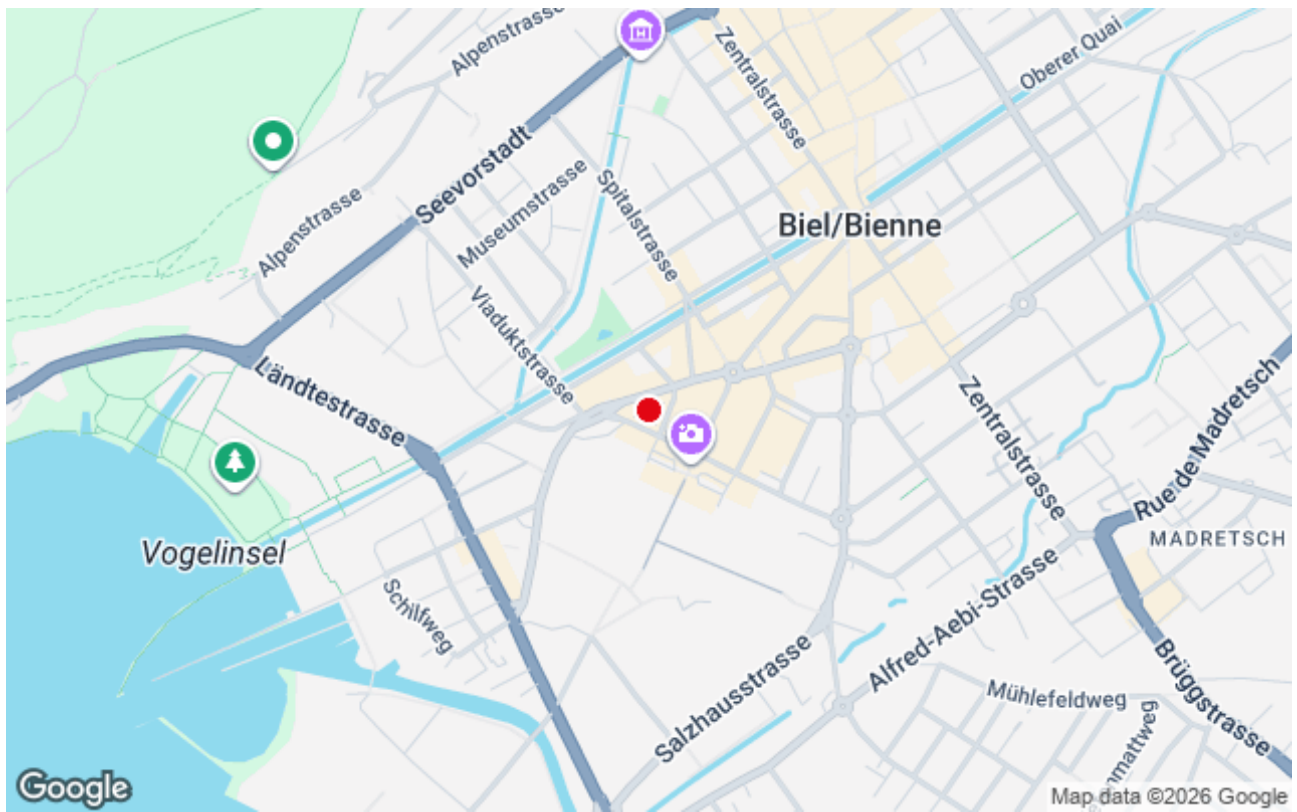 Alpenstrasse
Zentralstrasse
Oberer Quai
Seevorstadt
Museumstrasse
Spitalstrasse
Alpenstrasse
Biel/Bienne
Viaduktstrasse
Ländtestrasse
Zentralstrasse
Rue de Madretsch
MADRETSCH
Vogelinsel
Schilfweg
Alfred-Aebi-Strasse
Salzhausstrasse
Mühlefeldweg
Brüggstrasse
Google
Map data ©2026 Google